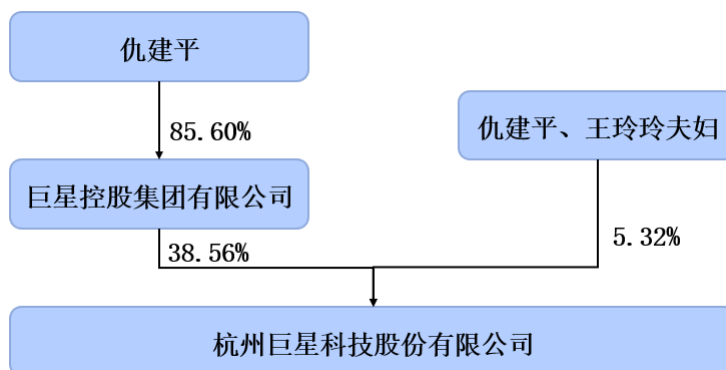 仇建平
85.60%
仇建平、王玲玲夫妇
巨星控股集团有限公司
38.56%
5.32%
杭州巨星科技股份有限公司